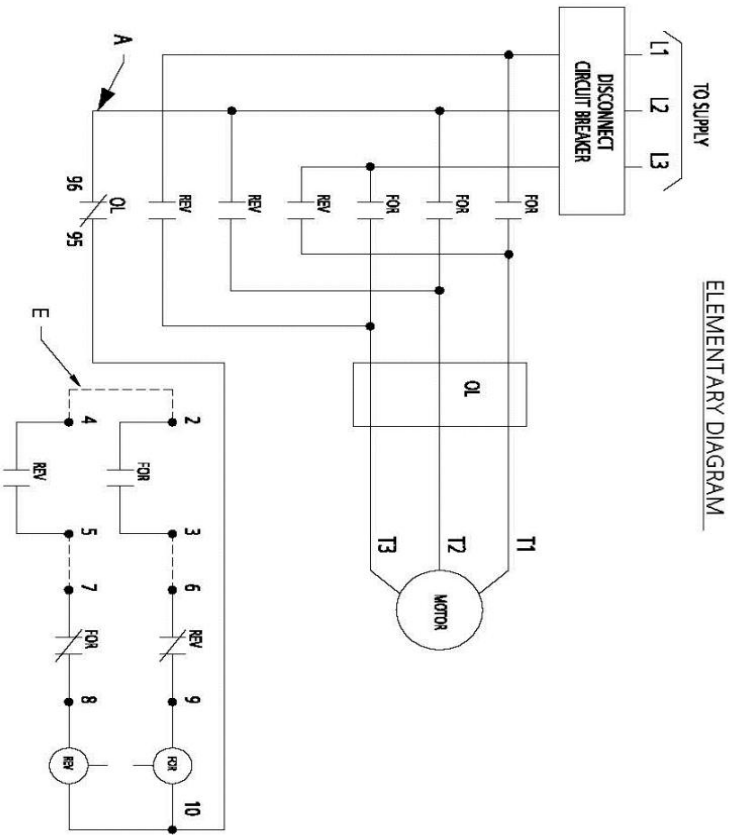 ELEMENTARY DIAGRAM
TO SUPPLY
L1
L2
L3
DISCONNECT
CIRCUIT BREAKER
FOR
FOR
FOR
REV
REV
REV
OL
96
95
A
OL
T1
T2
T3
MOTOR
E
2
3
6
9
10
FOR
REV
FOR
4
5
7
8
REV
FOR
REV